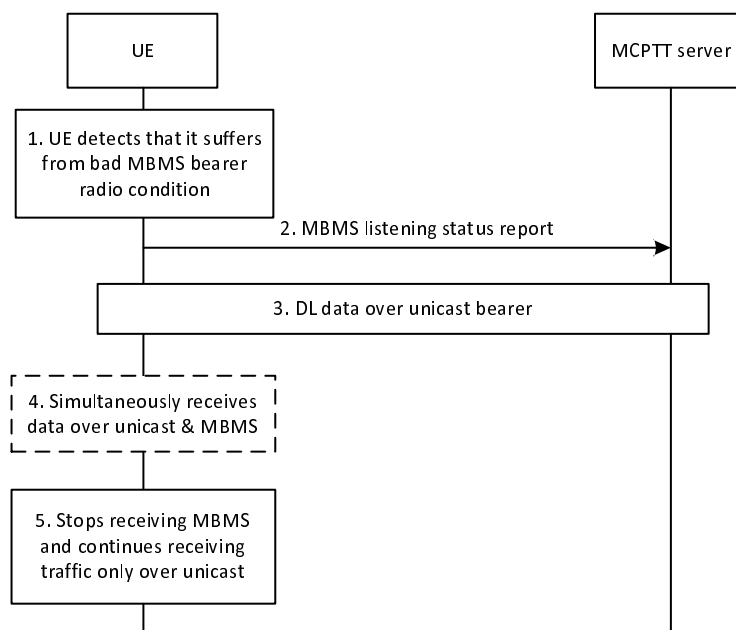 UE
MCPTT server
1. UE detects that it suffers
from bad MBMS bearer
radio condition
2. MBMS listening status report
3. DL data over unicast bearer
4. Simultaneously receives
data over unicast & MBMS
5. Stops receiving MBMS
and continues receiving
traffic only over unicast